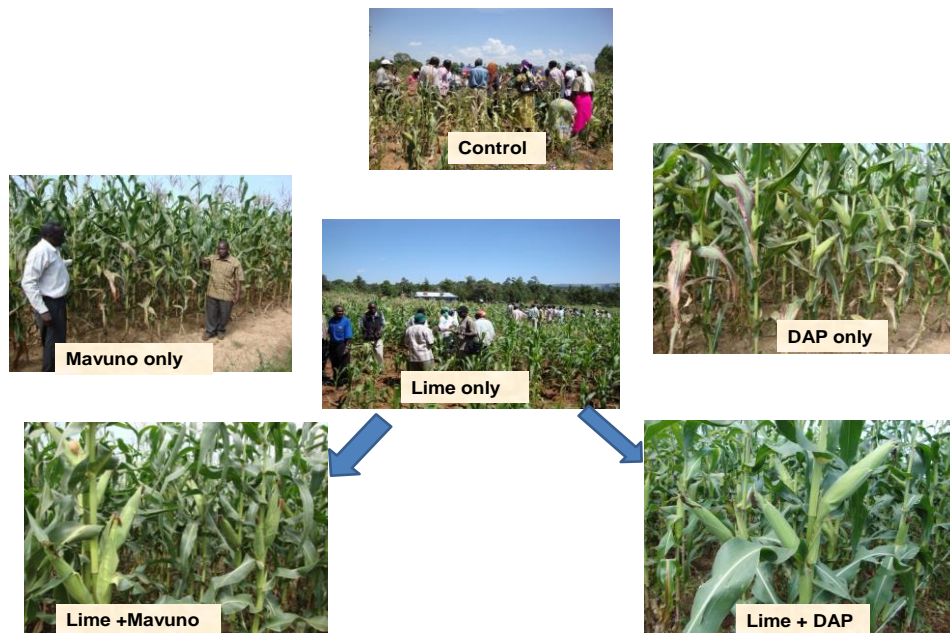 Control
Mavuno only
DAP only
Lime only
Lime +Mavuno
Lime + DAP